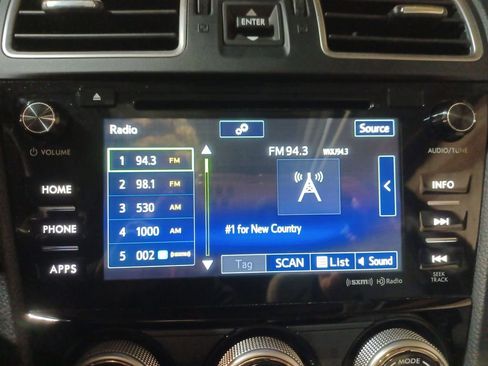 ENTER
Radio
Source
VOLUME
AUDIO/TUNE
1 94.3 FM
2 98.1 FM
3 530 AM
4 1000 AM
5 002
FM 94.3
#1 for New Country
HOME
PHONE
APPS
INFO
SEEK
TRACK
Tag
SCAN
List
Sound
((sxm))
HD Radio
MODE